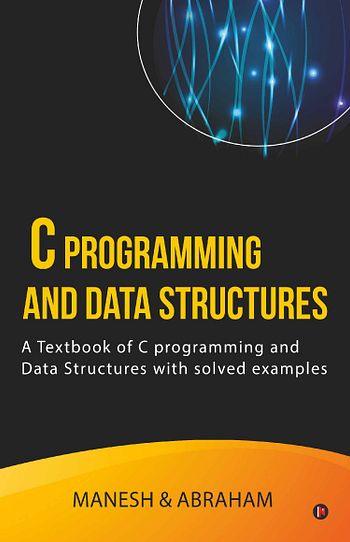 C PROGRAMMING
AND DATA STRUCTURES
A Textbook of C programming and
Data Structures with solved examples
MANESH & ABRAHAM